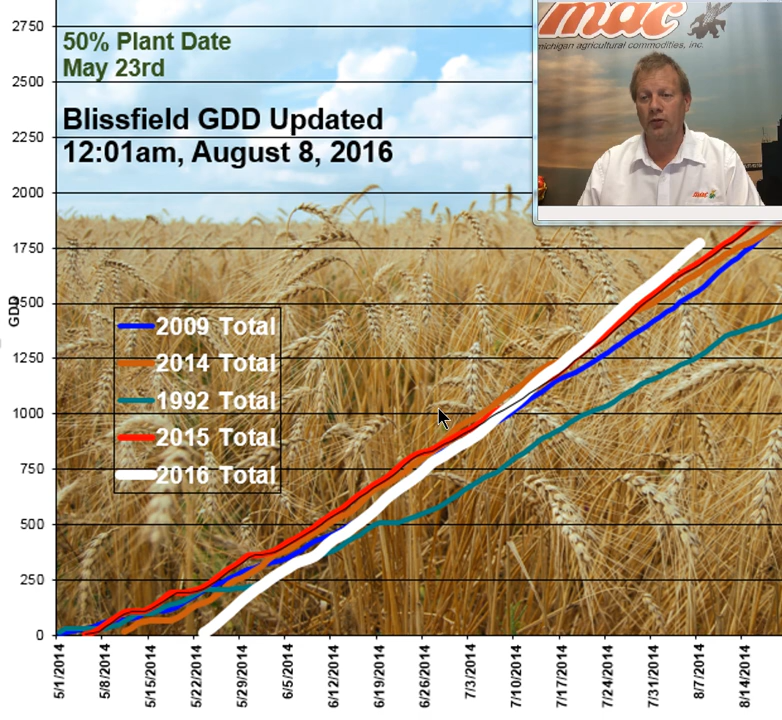 2750
50% Plant Date
May 23rd
2500
Blissfield GDD Updated
2250
12:01am, August 8, 2016
mac
michigan agricultural commodities, inc.
mac
2000
1750
1500
GDD
2009 Total
1250
2014 Total
1000
1992 Total
2015 Total
750
2016 Total
500
250
0
5/1/2014
5/8/2014
5/15/2014
5/22/2014
5/29/2014
6/5/2014
6/12/2014
6/19/2014
6/26/2014
7/3/2014
7/10/2014
7/17/2014
7/24/2014
7/31/2014
8/7/2014
8/14/2014